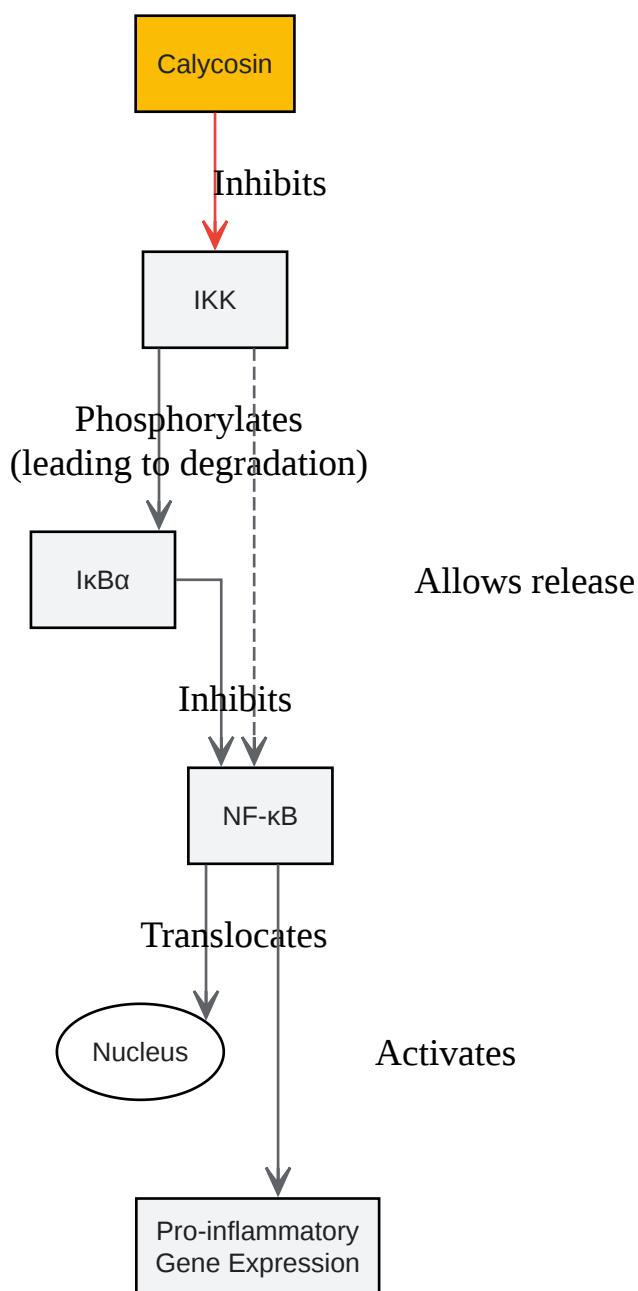 Calycosin
Inhibits
IKK
Phosphorylates
(leading to degradation)
IκBα
Allows release
Inhibits
NF-κB
Translocates
Nucleus
Activates
Pro-inflammatory
Gene Expression